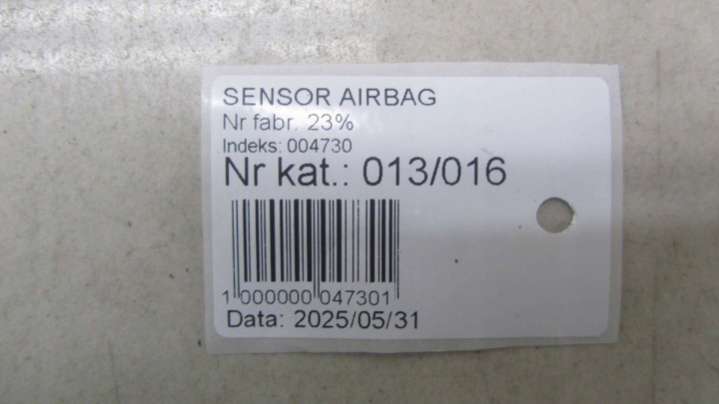 SENSOR AIRBAG
Nr fabr. 23%
Indeks: 004730
Nr kat.: 013/016
1 000000 047301
Data: 2025/05/31